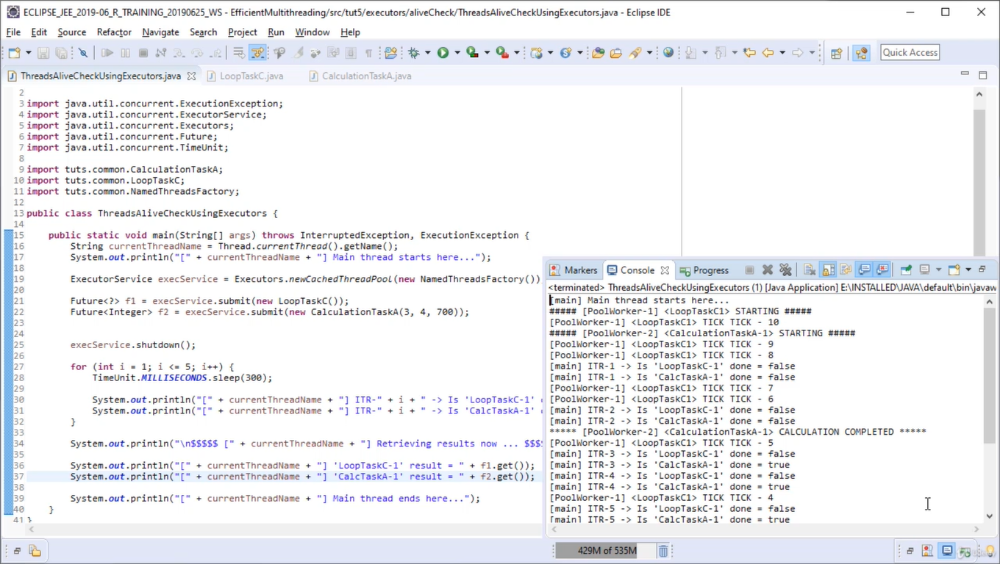 ECLIPSE_JEE_2019-06_R_TRAINING_20190625_WS - EfficientMultithreading/src/tut5/executors/aliveCheck/ThreadsAliveCheckUsingExecutors.java - Eclipse IDE
File Edit Source Refactor Navigate Search Project Run Window Help
Quick Access
ThreadsAliveCheckUsingExecutors.java LoopTaskC.java CalculationTaskA.java
2
3 import java.util.concurrent.ExecutionException;
4 import java.util.concurrent.ExecutorService;
5 import java.util.concurrent.Executors;
6 import java.util.concurrent.Future;
7 import java.util.concurrent.TimeUnit;
8
9 import tuts.common.CalculationTaskA;
10 import tuts.common.LoopTaskC;
11 import tuts.common.NamedThreadsFactory;
12
13 public class ThreadsAliveCheckUsingExecutors {
14
15 public static void main(String[] args) throws InterruptedException, ExecutionException {
16 String currentThreadName = Thread.currentThread().getName();
17 System.out.println("[" + currentThreadName + "] Main thread starts here...");
18
19 ExecutorService execService = Executors.newCachedThreadPool(new NamedThreadsFactory())
20
21 Future<?> f1 = execService.submit(new LoopTaskC());
22 Future<Integer> f2 = execService.submit(new CalculationTaskA(3, 4, 700));
23
24
25 execService.shutdown();
26
27 for (int i = 1; i <= 5; i++) {
28 TimeUnit.MILLISECONDS.sleep(300);
29
30 System.out.println("[" + currentThreadName + "] ITR-" + i + " -> Is 'LoopTaskC-1'
31 System.out.println("[" + currentThreadName + "] ITR-" + i + " -> Is 'CalcTaskA-1'
32 }
33
34 System.out.println("\n$$$$$ [" + currentThreadName + "] Retrieving results now ... $$$
35
36 System.out.println("[" + currentThreadName + "] 'LoopTaskC-1' result = " + f1.get());
37 System.out.println("[" + currentThreadName + "] 'CalcTaskA-1' result = " + f2.get());
38
39 System.out.println("[" + currentThreadName + "] Main thread ends here...");
40 }
41 }
Markers Console Progress
<terminated> ThreadsAliveCheckUsingExecutors (1) [Java Application] E:\INSTALLED\JAVA\default\bin\javaw
[main] Main thread starts here...
##### [PoolWorker-1] <LoopTaskC1> STARTING #####
[PoolWorker-1] <LoopTaskC1> TICK TICK - 10
##### [PoolWorker-2] <CalculationTaskA-1> STARTING #####
[PoolWorker-1] <LoopTaskC1> TICK TICK - 9
[PoolWorker-1] <LoopTaskC1> TICK TICK - 8
[main] ITR-1 -> Is 'LoopTaskC-1' done = false
[main] ITR-1 -> Is 'CalcTaskA-1' done = false
[PoolWorker-1] <LoopTaskC1> TICK TICK - 7
[PoolWorker-1] <LoopTaskC1> TICK TICK - 6
[main] ITR-2 -> Is 'LoopTaskC-1' done = false
[main] ITR-2 -> Is 'CalcTaskA-1' done = false
***** [PoolWorker-2] <CalculationTaskA-1> CALCULATION COMPLETED *****
[PoolWorker-1] <LoopTaskC1> TICK TICK - 5
[main] ITR-3 -> Is 'LoopTaskC-1' done = false
[main] ITR-3 -> Is 'CalcTaskA-1' done = true
[main] ITR-4 -> Is 'LoopTaskC-1' done = false
[main] ITR-4 -> Is 'CalcTaskA-1' done = true
[PoolWorker-1] <LoopTaskC1> TICK TICK - 4
[main] ITR-5 -> Is 'LoopTaskC-1' done = false
[main] ITR-5 -> Is 'CalcTaskA-1' done = true
429M of 535M